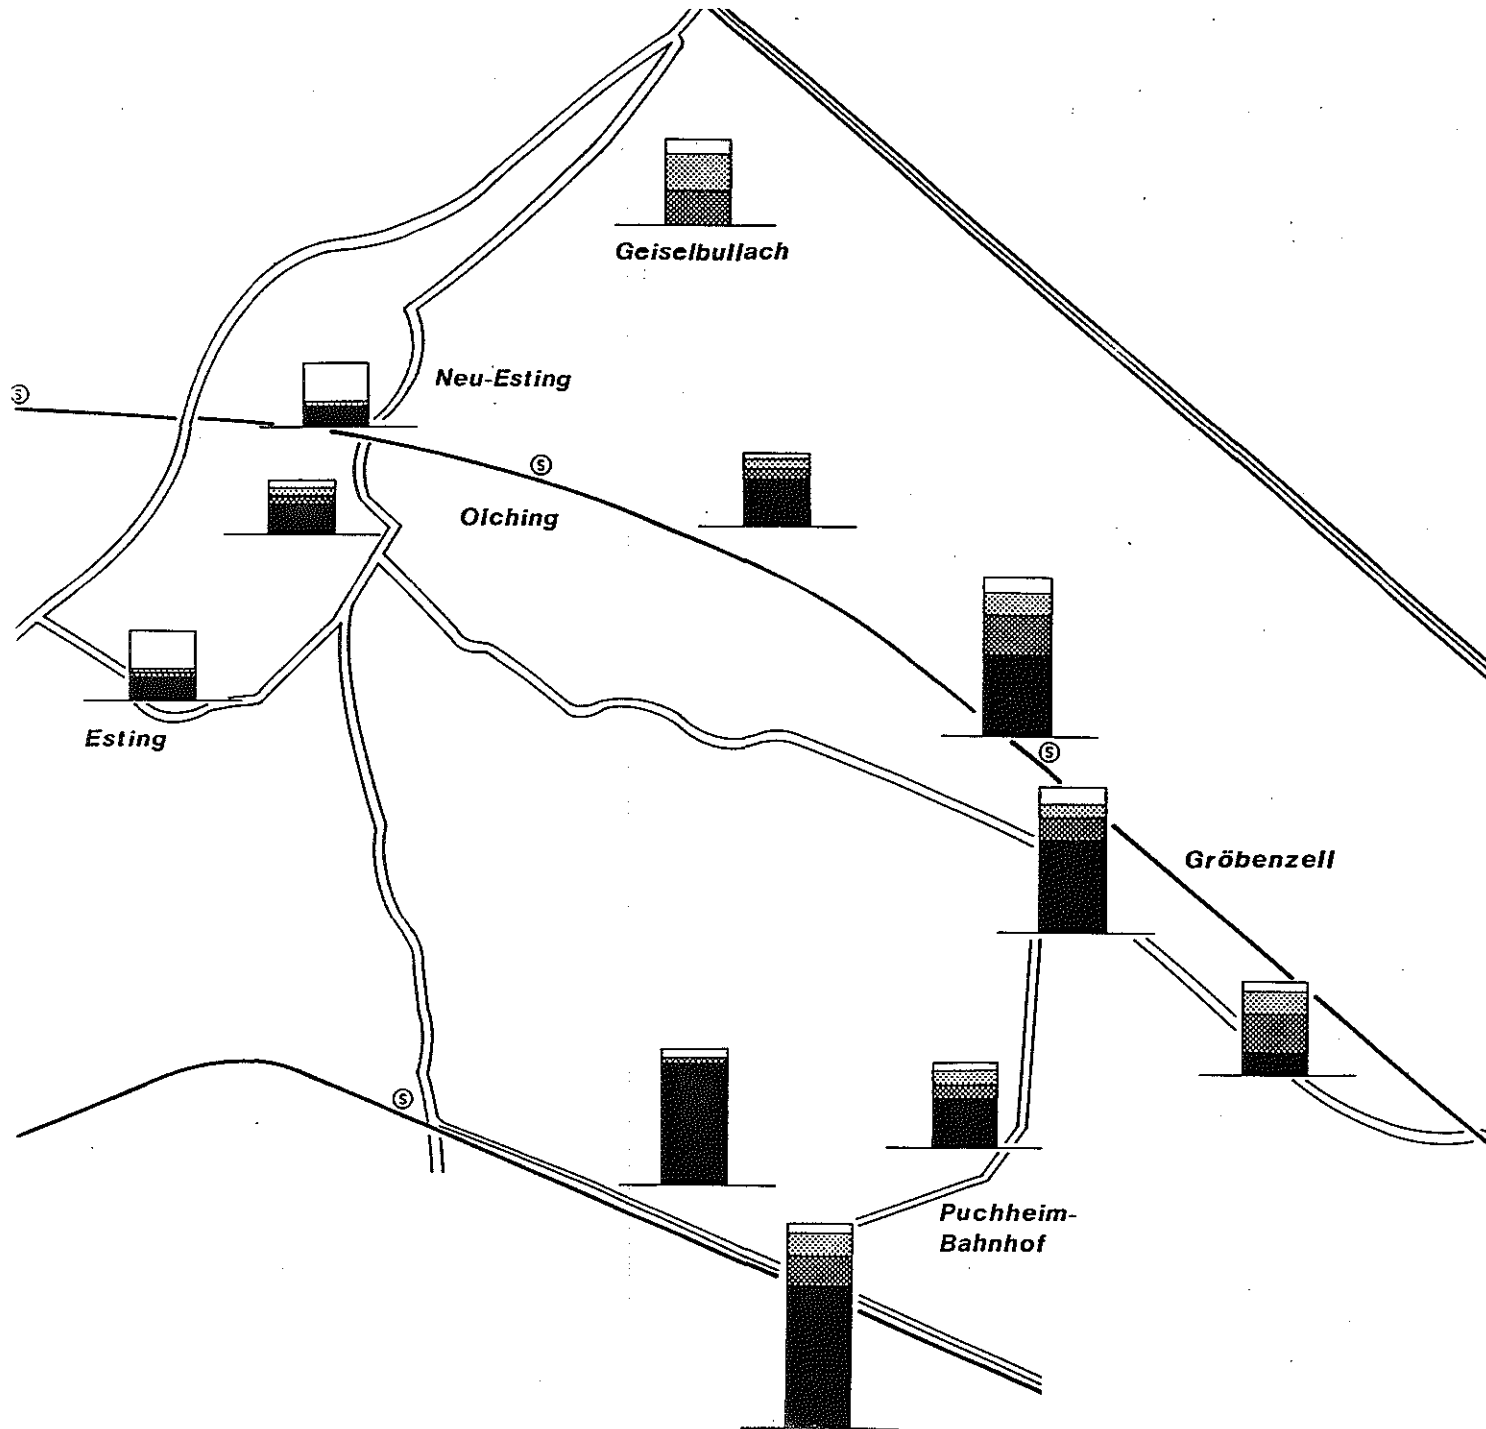 Geiselbullach
Neu-Esting
S
S
Olching
Esting
S
Gröbenzell
S
Puchheim-
Bahnhof